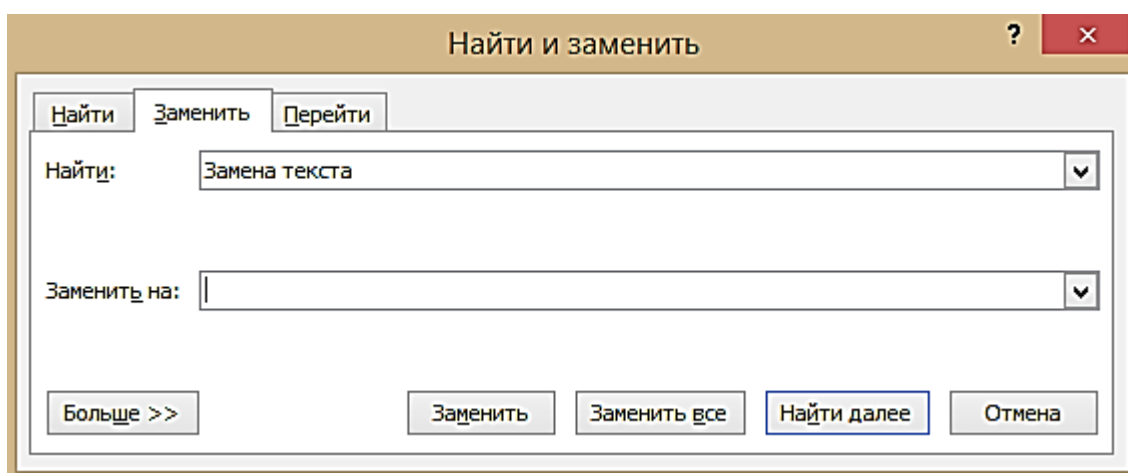 Найти и заменить ?
Найти Заменить Перейти
Найти: Замена текста
Заменить на:
Больше >> Заменить Заменить все Найти далее Отмена